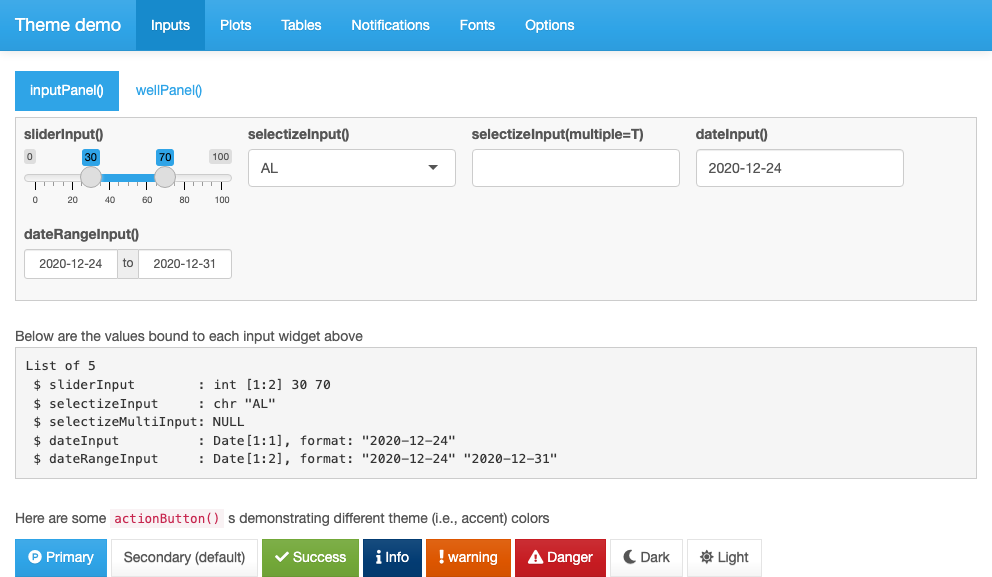 Theme demo Inputs Plots Tables Notifications Fonts Options
inputPanel() wellPanel()
sliderInput() selectizeInput() selectizeInput(multiple=T) dateInput()
0 30 70 100
AL 2020-12-24
0 20 40 60 80 100
dateRangeInput()
2020-12-24 to 2020-12-31
Below are the values bound to each input widget above
List of 5
$ sliderInput : int [1:2] 30 70
$ selectizeInput : chr "AL"
$ selectizeMultiInput: NULL
$ dateInput : Date[1:1], format: "2020-12-24"
$ dateRangeInput : Date[1:2], format: "2020-12-24" "2020-12-31"
Here are some actionButton() s demonstrating different theme (i.e., accent) colors
Primary Secondary (default) Success Info warning Danger Dark Light